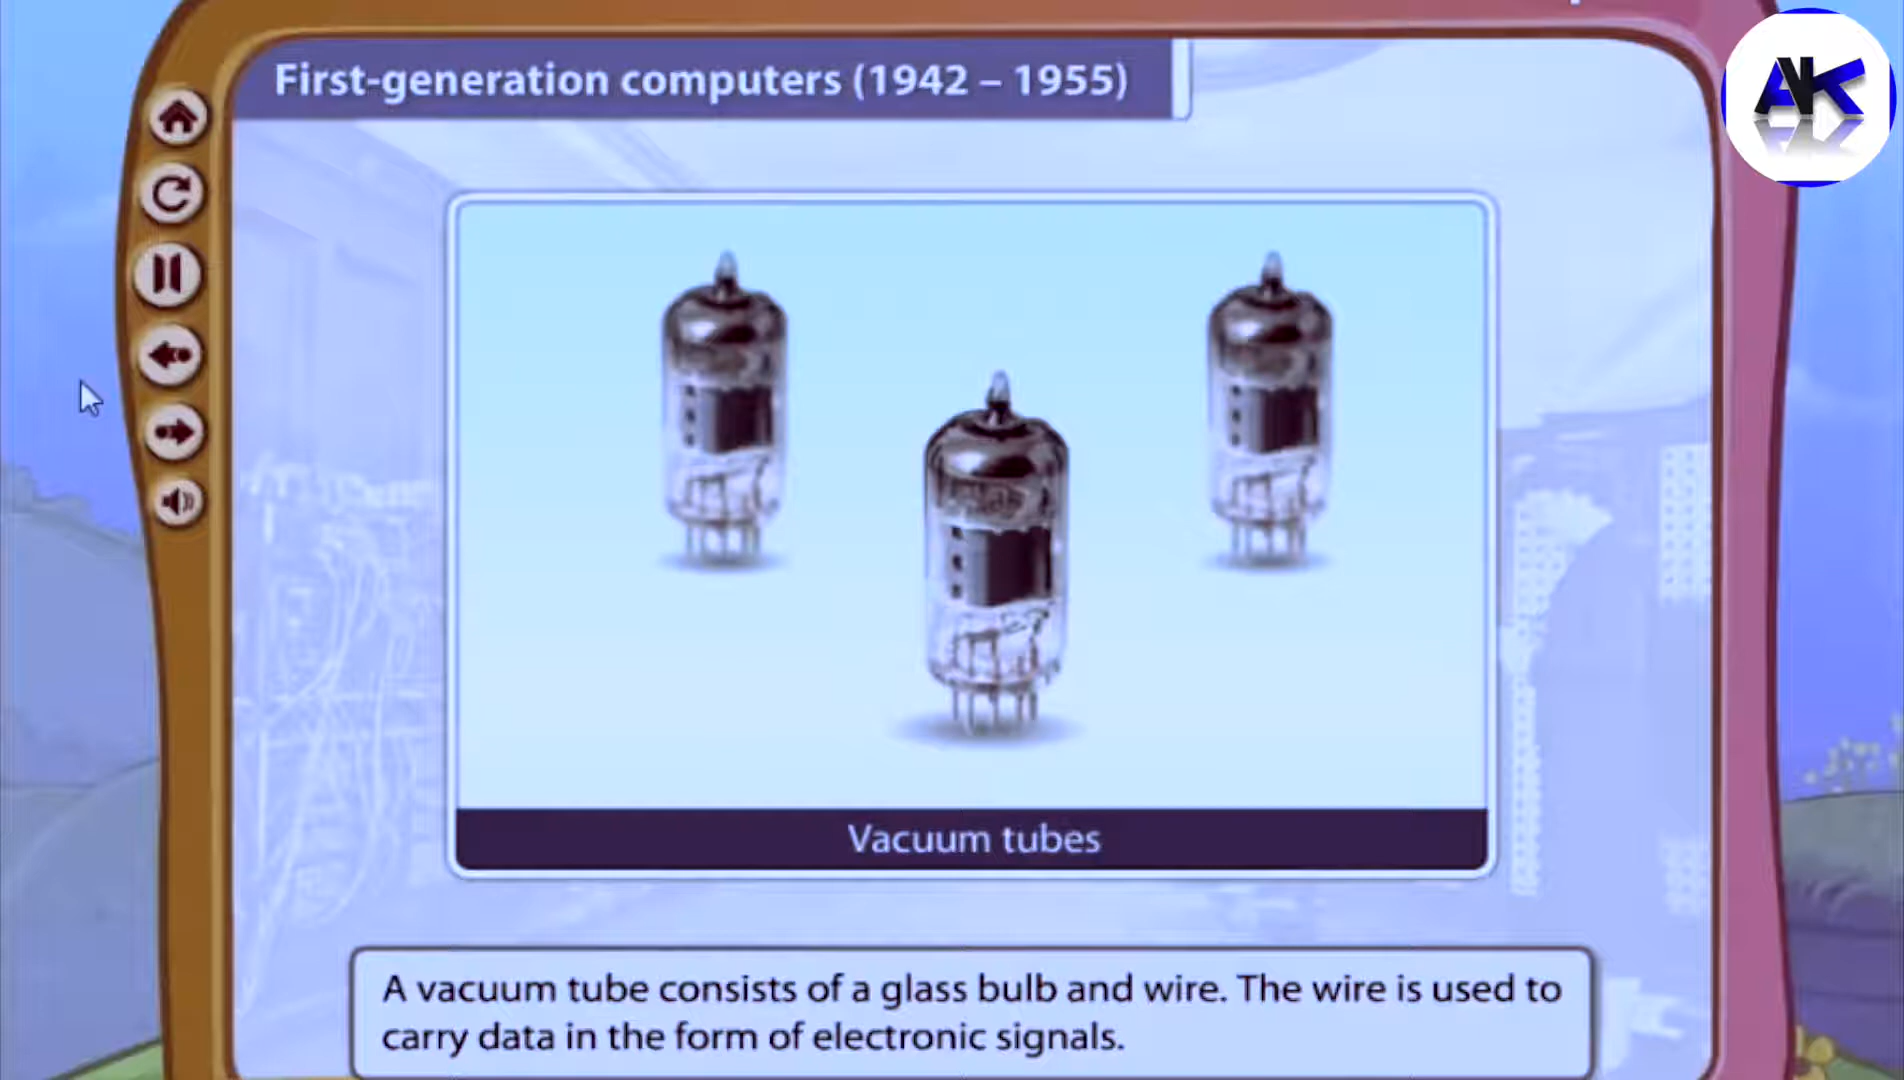 First-generation computers (1942 – 1955)
AK
Vacuum tubes
A vacuum tube consists of a glass bulb and wire. The wire is used to
carry data in the form of electronic signals.